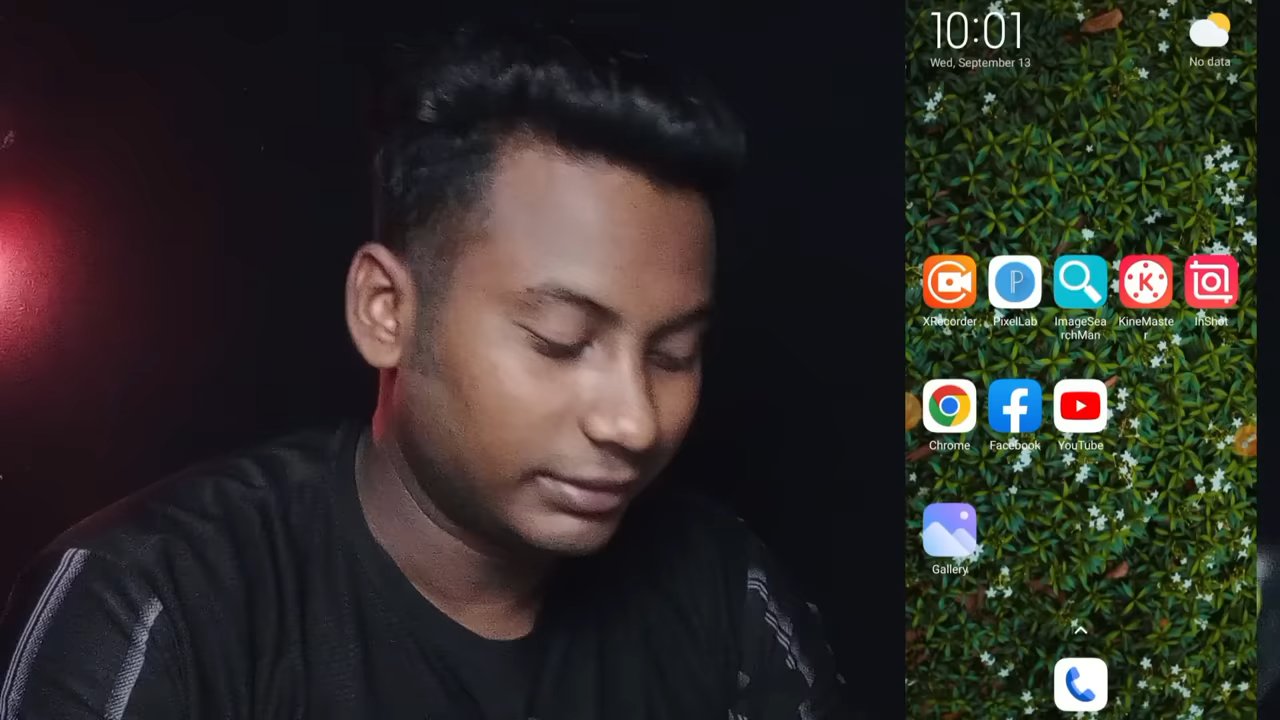 10:01
Wed, September 13
No data
XRecorder
PixelLab
ImageSea
rchMan
KineMaste
r
InShot
Chrome
Facebook
YouTube
Gallery